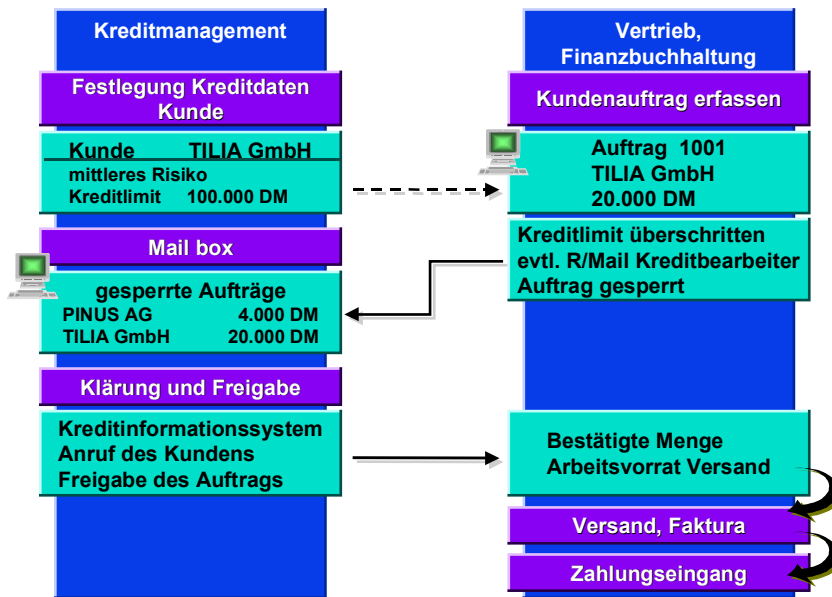 Kreditmanagement
Festlegung Kreditdaten
Kunde
Kunde TILIA GmbH
mittleres Risiko
Kreditlimit 100.000 DM
Mail box
gesperrte Aufträge
PINUS AG 4.000 DM
TILIA GmbH 20.000 DM
Klärung und Freigabe
Kreditinformationssystem
Anruf des Kundens
Freigabe des Auftrags
Vertrieb,
Finanzbuchhaltung
Kundenauftrag erfassen
Auftrag 1001
TILIA GmbH
20.000 DM
Kreditlimit überschritten
evtl. R/Mail Kreditbearbeiter
Auftrag gesperrt
Bestätigte Menge
Arbeitsvorrat Versand
Versand, Faktura
Zahlungseingang